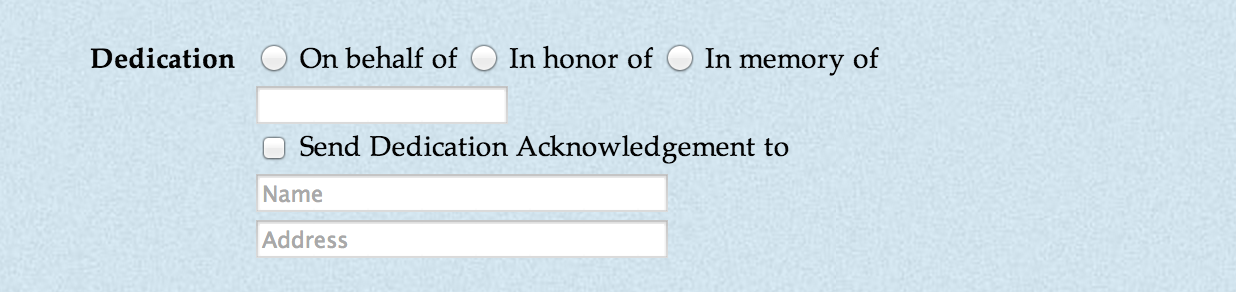 Dedication On behalf of In honor of In memory of
Send Dedication Acknowledgement to
Name
Address